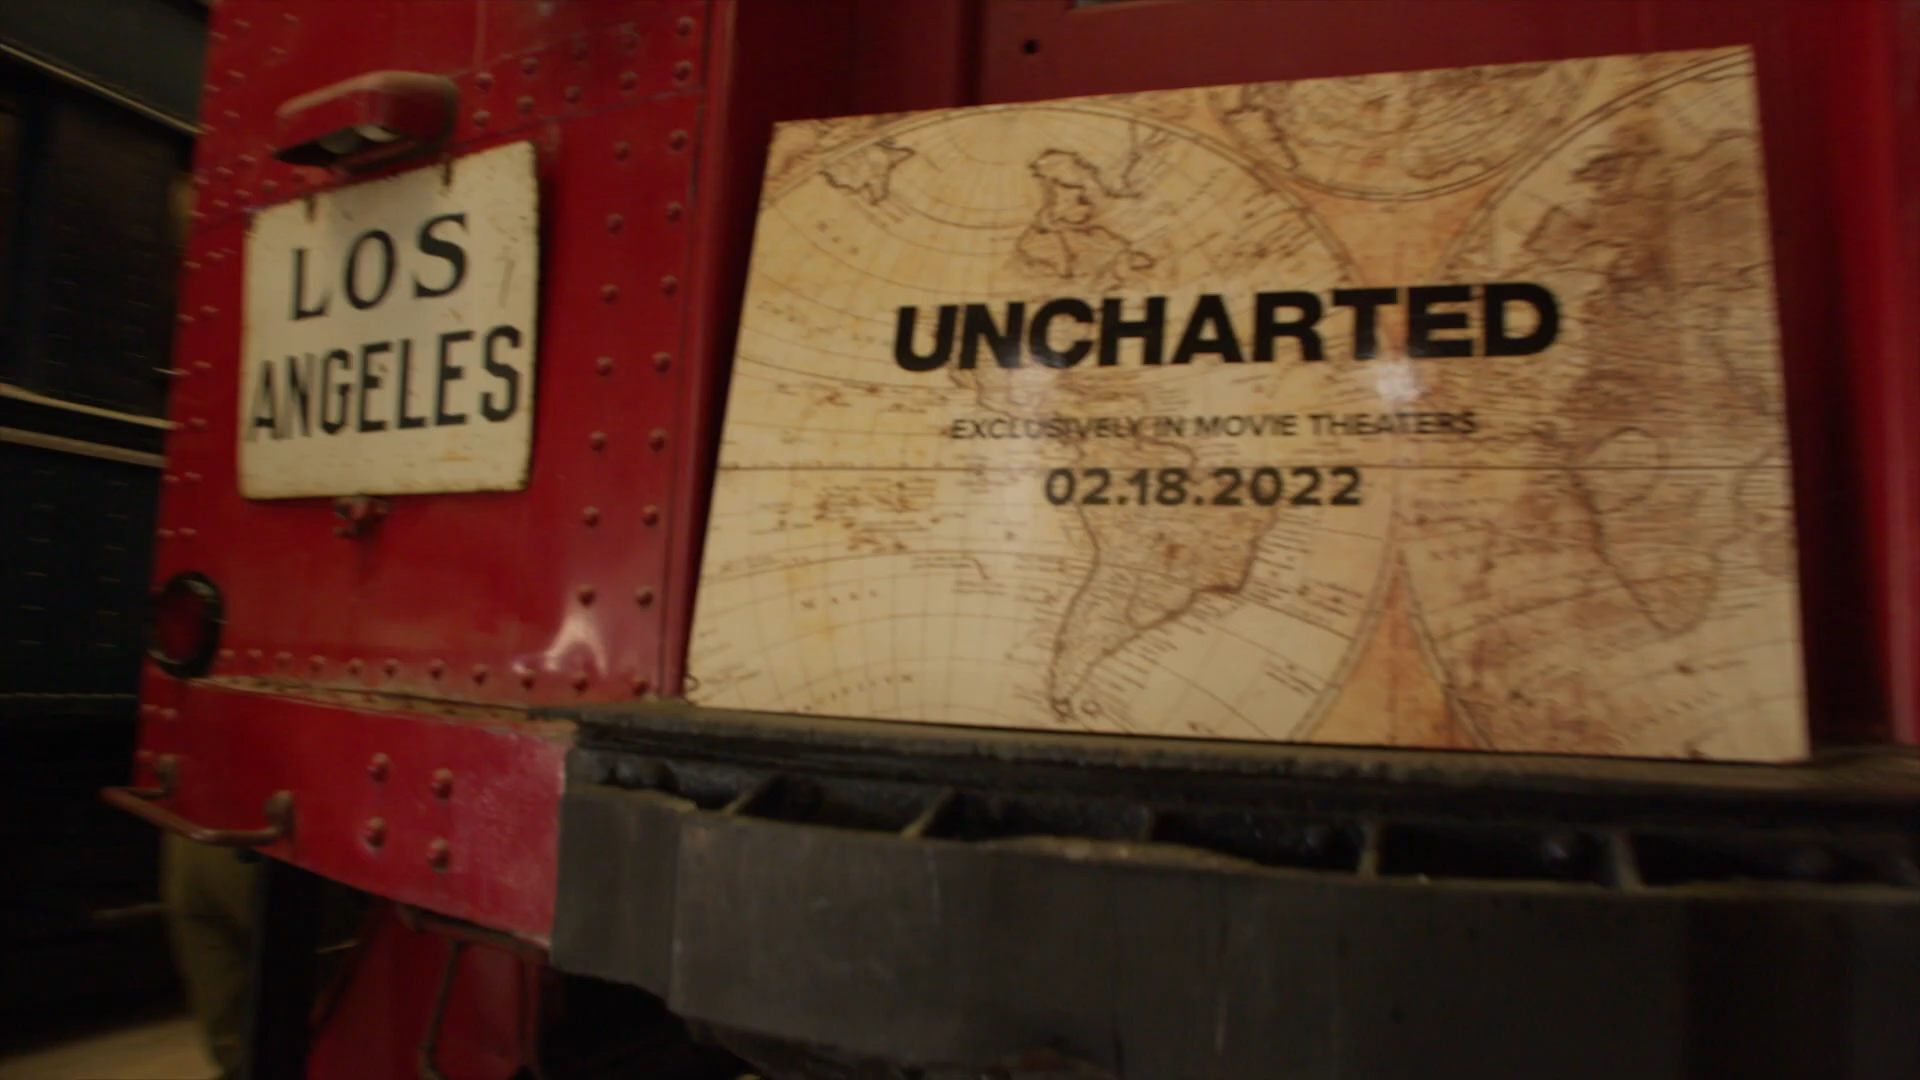 LOS
ANGELES
UNCHARTED
EXCLUSIVELY IN MOVIE THEATERS
02.18.2022